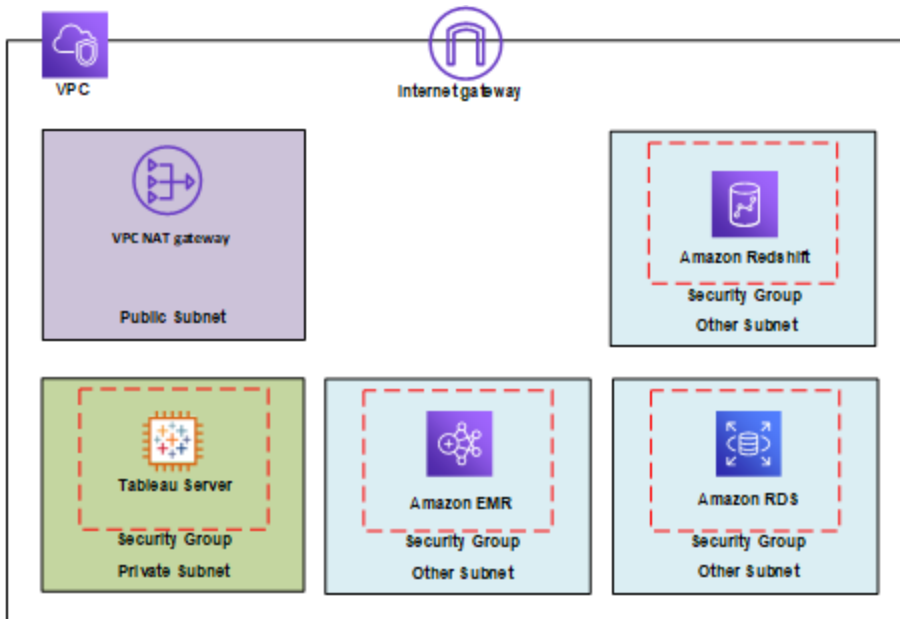 VPC
Internet gateway
VPC NAT gateway
Public Subnet
Amazon Redshift
Security Group
Other Subnet
Tableau Server
Security Group
Private Subnet
Amazon EMR
Security Group
Other Subnet
Amazon RDS
Security Group
Other Subnet